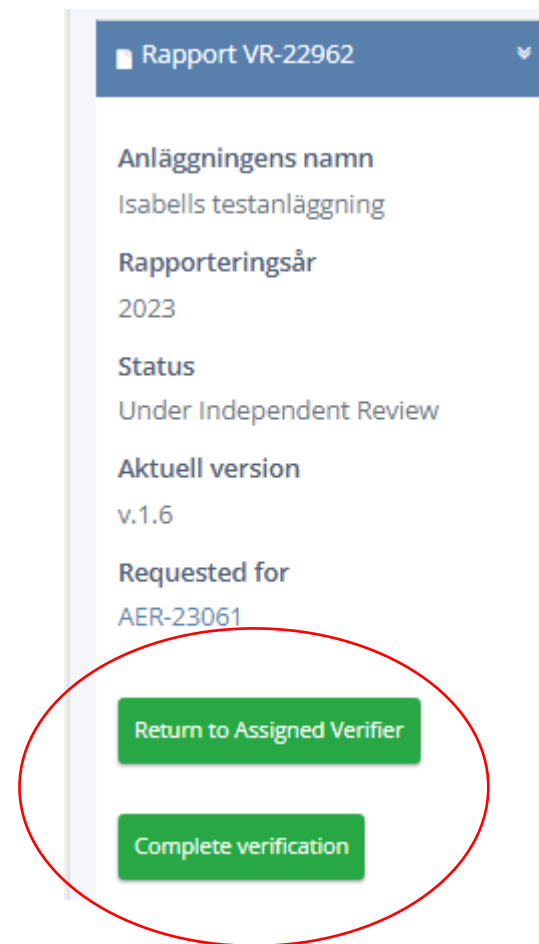 Rapport VR-22962
Anläggningens namn
Isabells testanläggning
Rapporteringsår
2023
Status
Under Independent Review
Aktuell version
v.1.6
Requested for
AER-23061
Return to Assigned Verifier
Complete verification